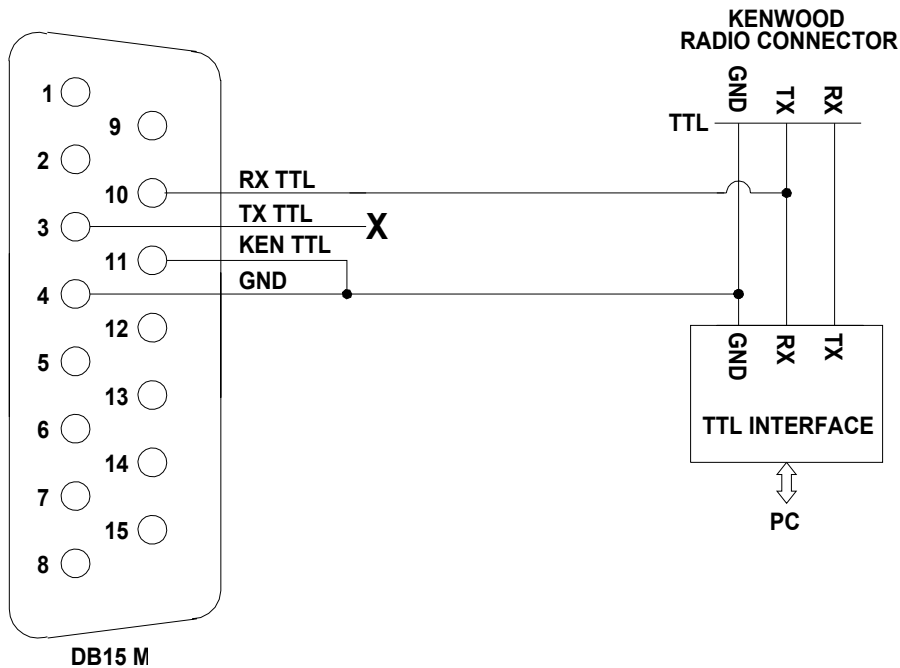 KENWOOD
RADIO CONNECTOR
GND
TX
RX
TTL
1
9
2
10
RX TTL
3
TX TTL
X
11
KEN TTL
4
GND
12
5
13
6
14
7
15
8
GND
RX
TX
TTL INTERFACE
PC
DB15 M